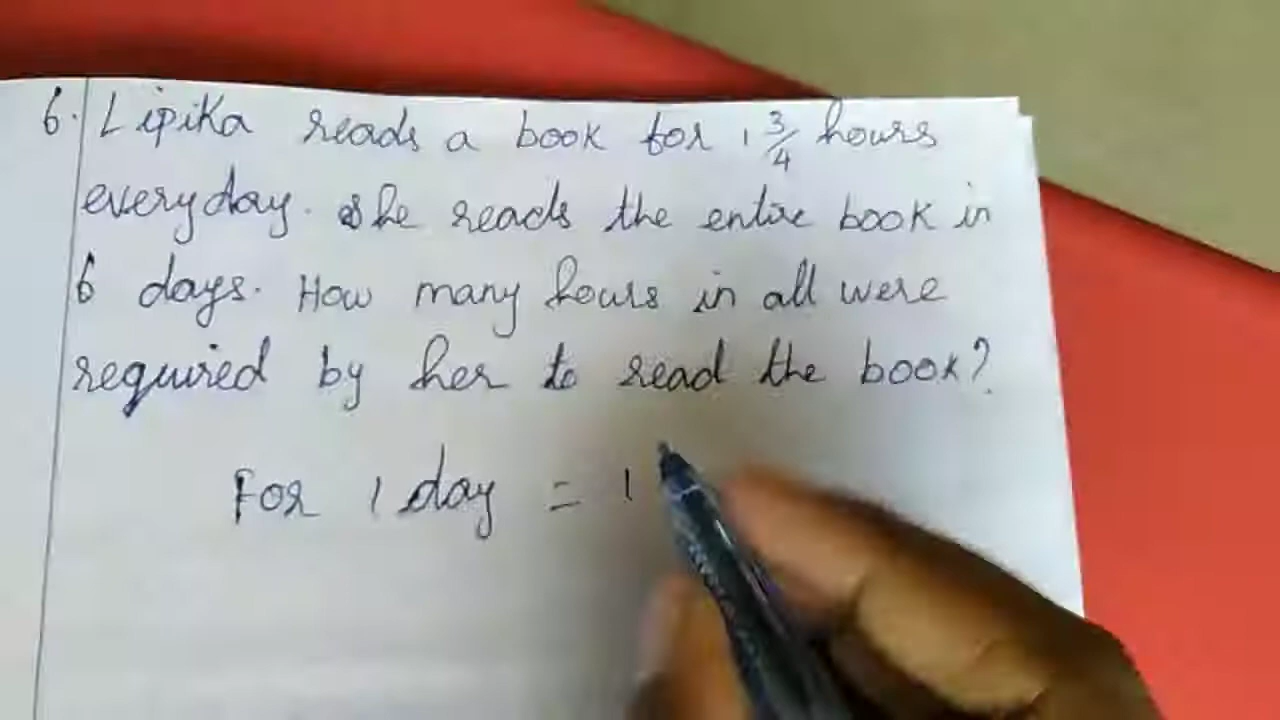 6. Lipika reads a book for 1 3/4 hours
everyday. She reads the entire book in
6 days. How many hours in all were
required by her to read the book?
For 1 day = 1